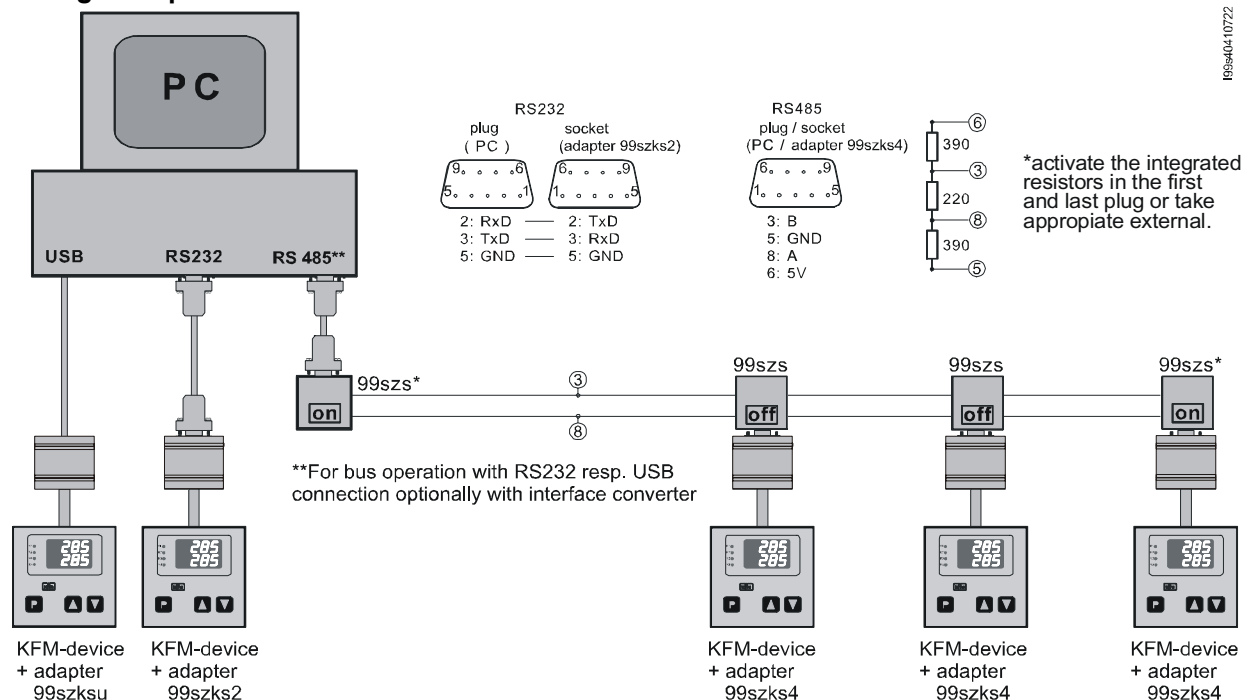 I99s40410722
PC
USB
RS232
RS 485**
RS232
plug
( PC )
socket
(adapter 99szks2)
9
6
5
1
6
9
1
5
2: RxD
2: TxD
3: TxD
3: RxD
5: GND
5: GND
RS485
plug / socket
(PC / adapter 99szks4)
6
9
1
5
3: B
5: GND
8: A
6: 5V
6
390
3
220
8
390
5
*activate the integrated
resistors in the first
and last plug or take
appropiate external.
99szs*
on
3
8
99szs
off
99szs
off
99szs*
on
**For bus operation with RS232 resp. USB
connection optionally with interface converter
285
285
P
285
285
P
285
285
P
285
285
P
285
285
P
KFM-device
+ adapter
99szksu
KFM-device
+ adapter
99szks2
KFM-device
+ adapter
99szks4
KFM-device
+ adapter
99szks4
KFM-device
+ adapter
99szks4